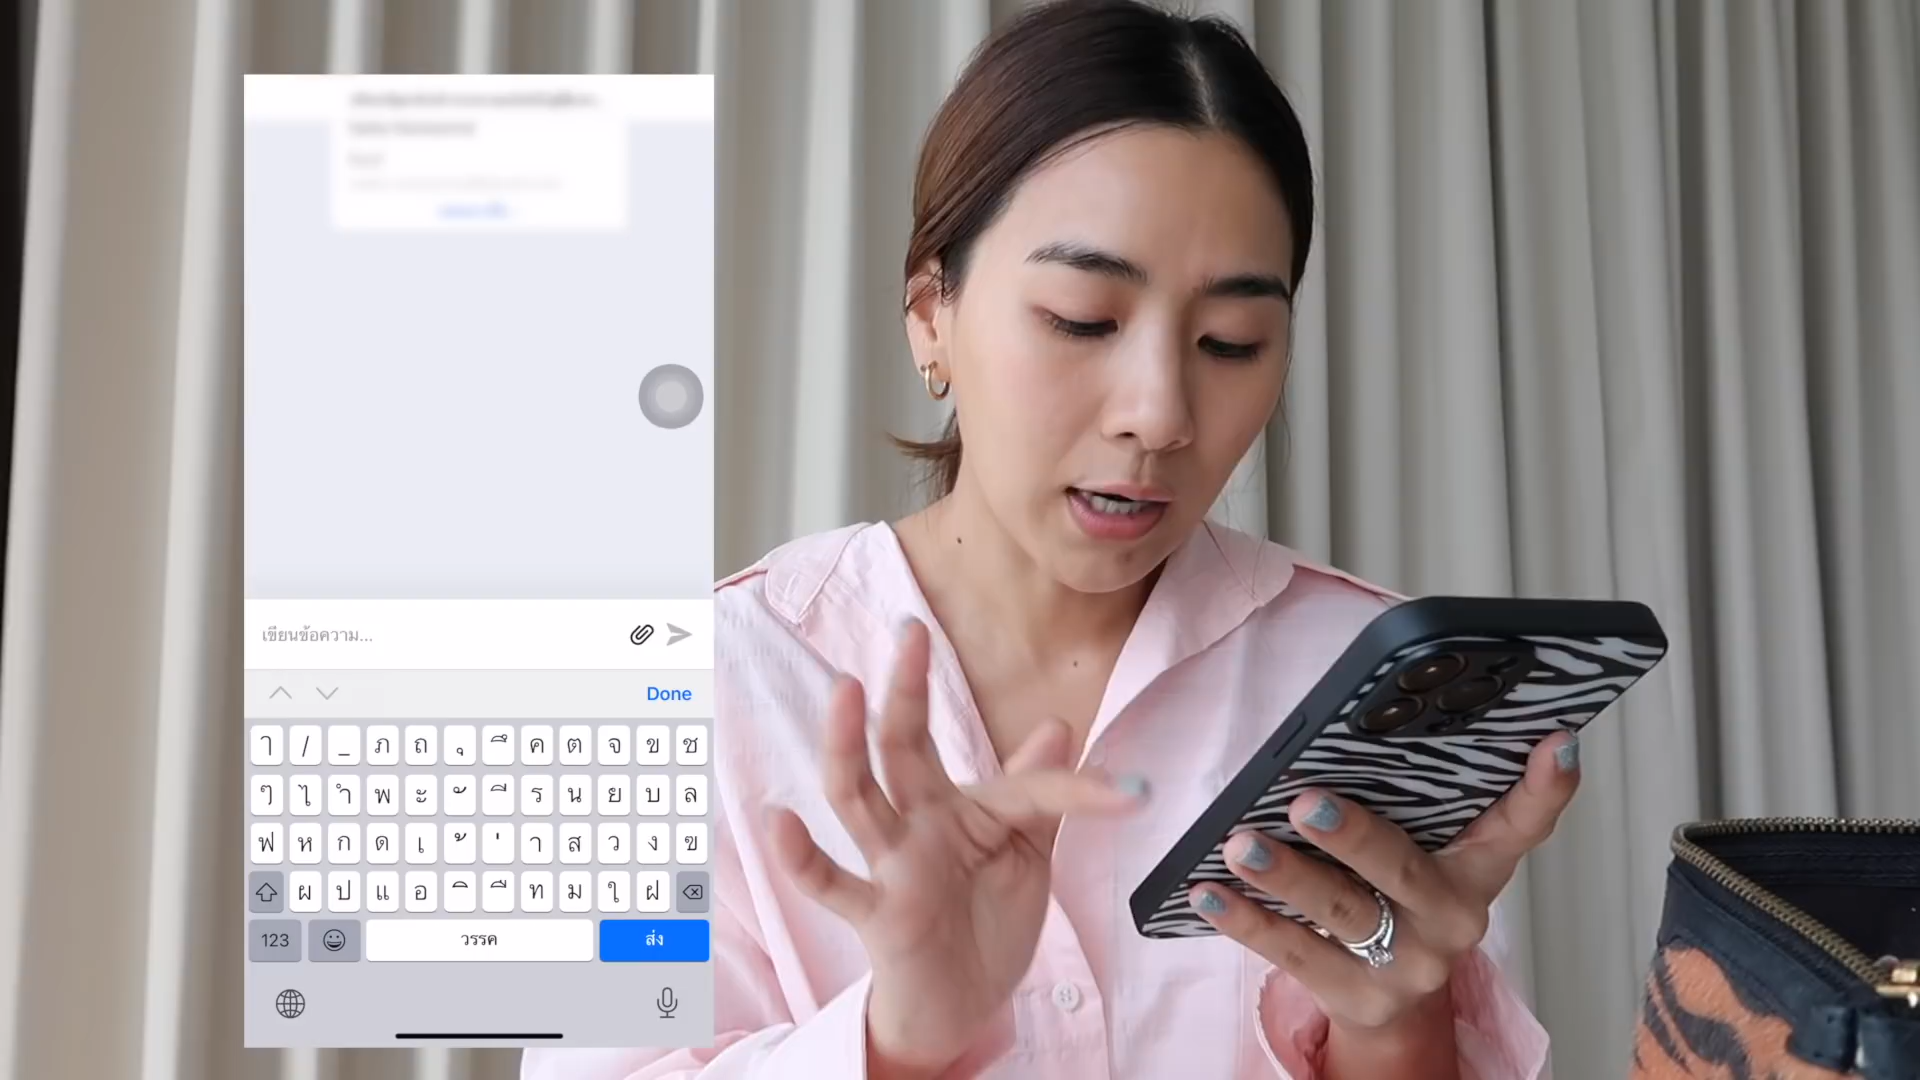 เขียนข้อความ...
Done
ๅ / _ ภ ถ ุ ึ ค ต จ ข ช
ๆ ไ ำ พ ะ ั ี ร น ย บ ล
ฟ ห ก ด เ ้ ่ า ส ว ง ฃ
ผ ป แ อ ิ ื ท ม ใ ฝ
123 วรรค ส่ง